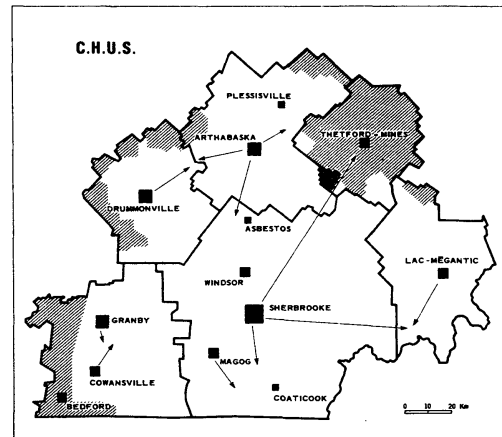 C.H.U.S.
PLESSISVILLE
ARTHABASKA
THETFORD-MINES
DRUMMONVILLE
ASBESTOS
LAC-MÉGANTIC
WINDSOR
SHERBROOKE
GRANBY
MAGOG
COWANSVILLE
COATICOOK
BEDFORD
0 10 20 Km